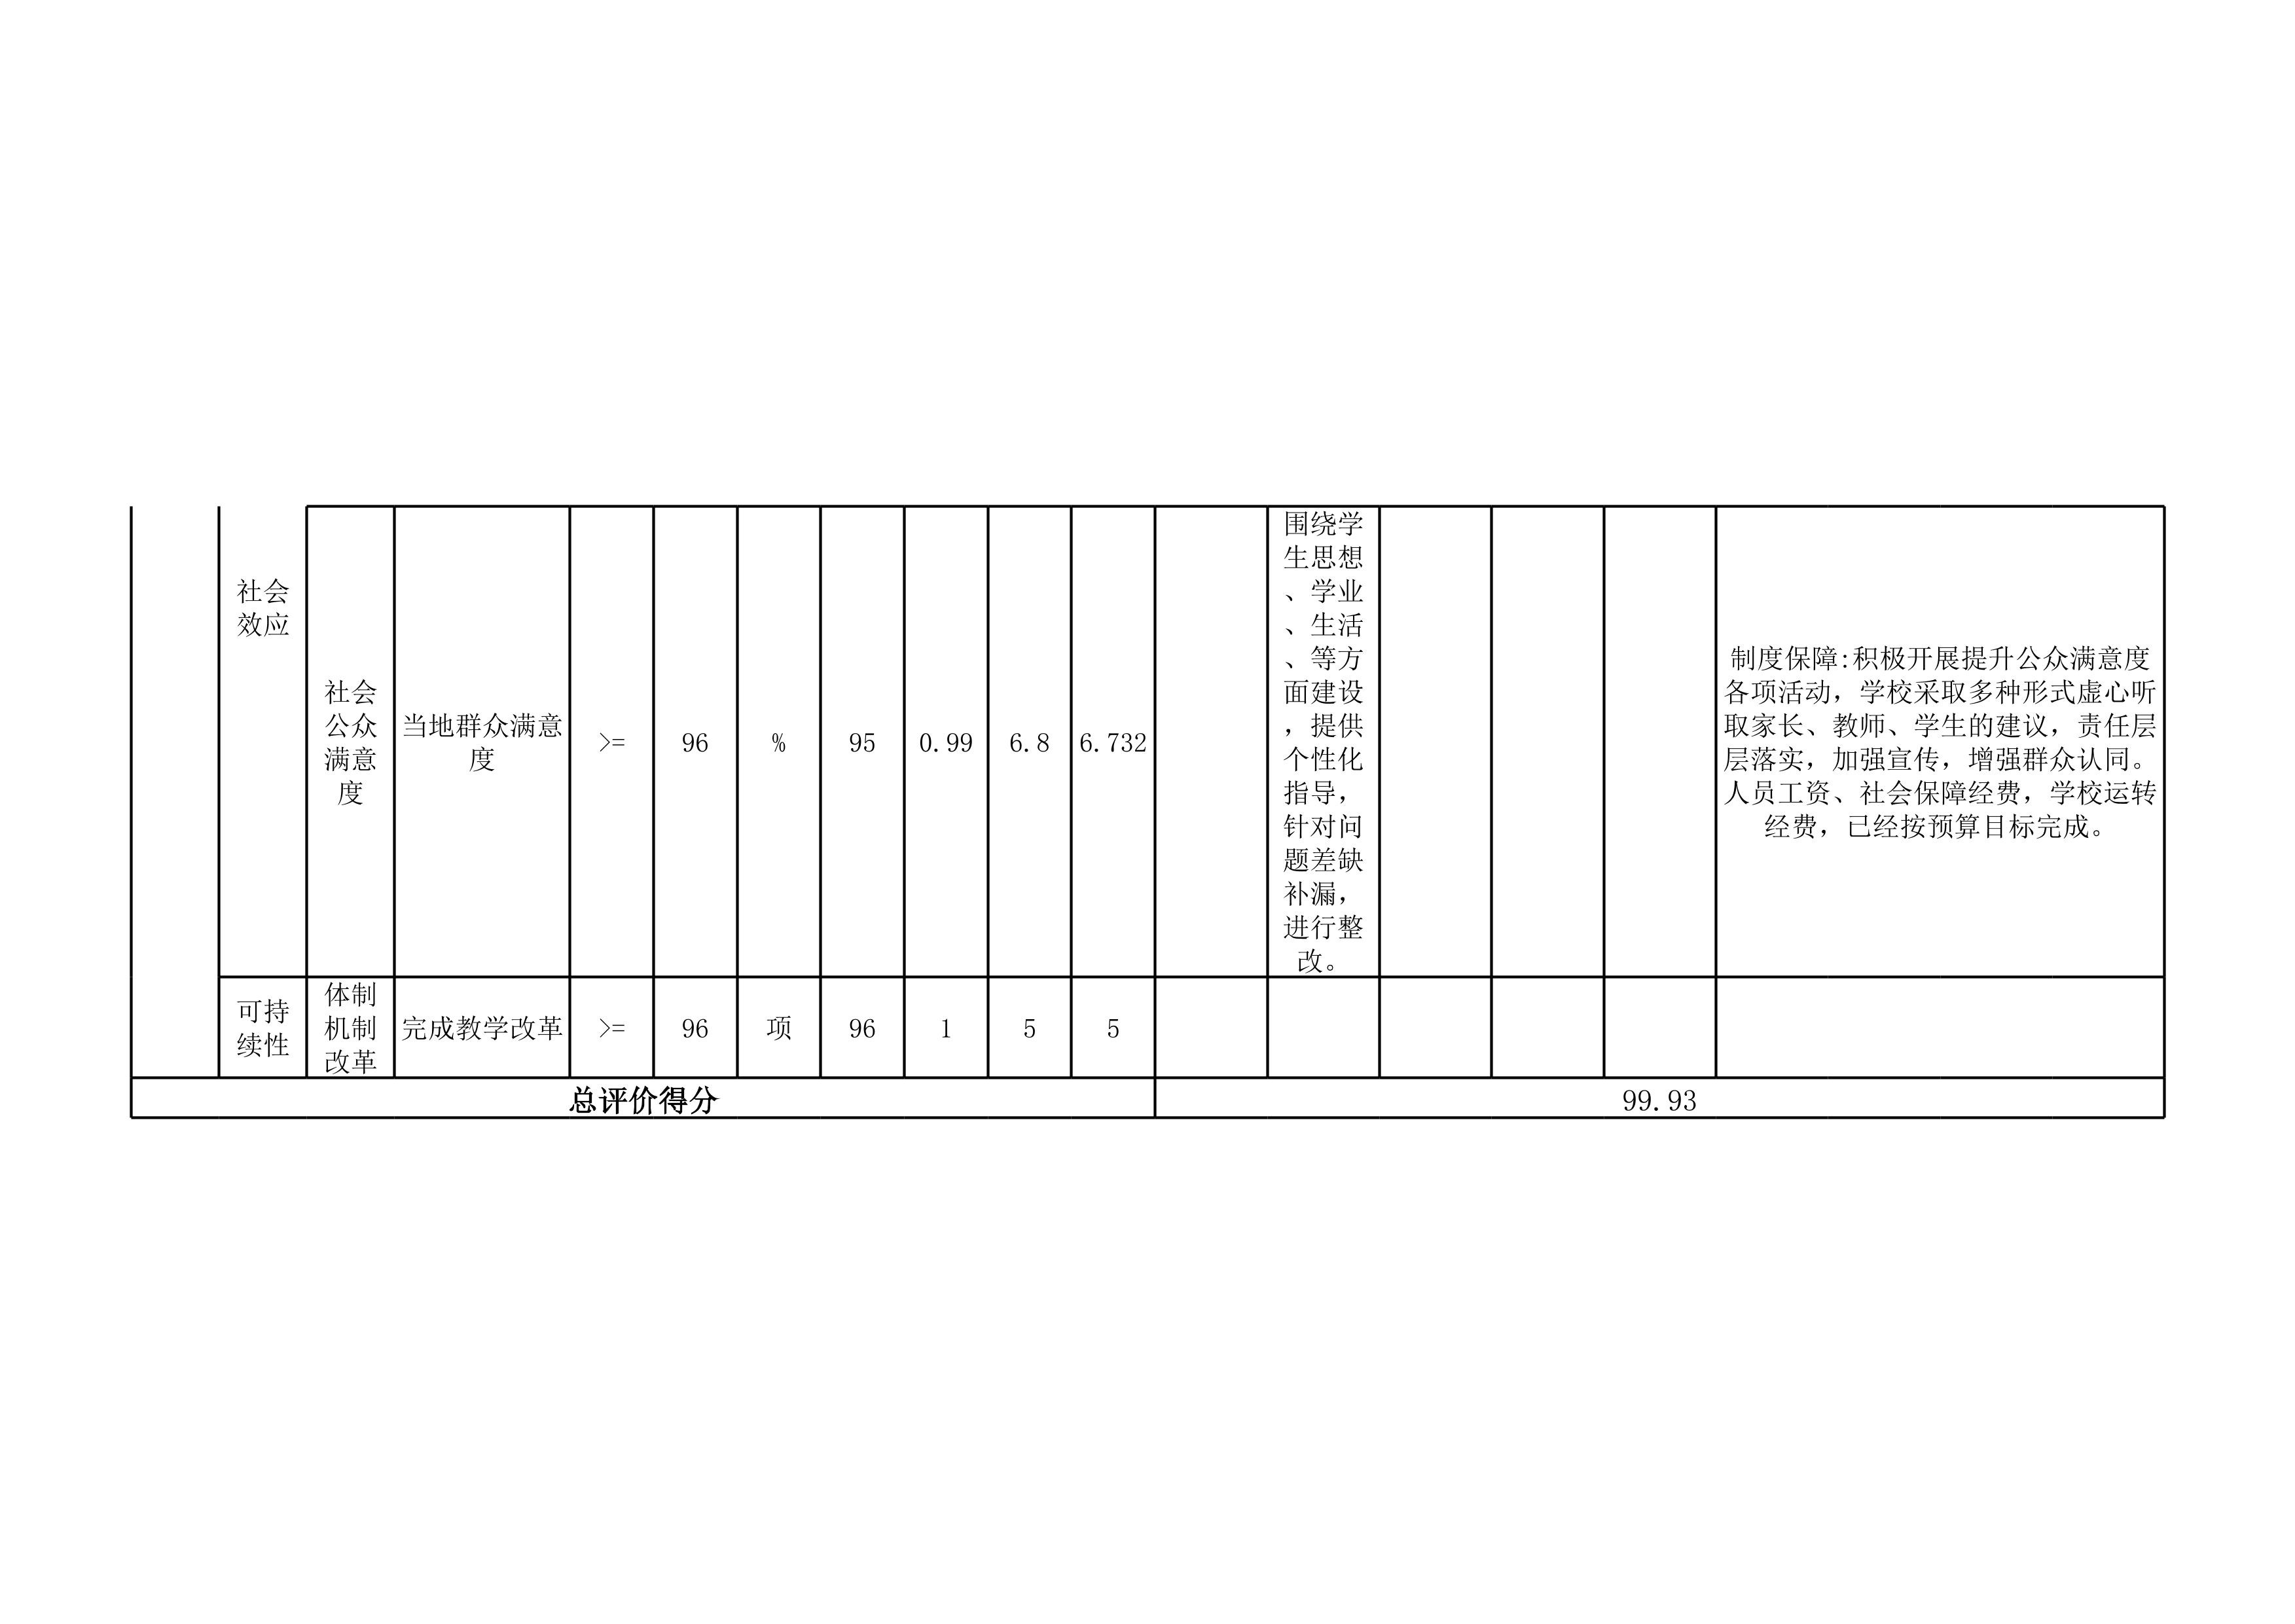 社会
效应
社会
公众
满意
度
当地群众满意
度
>=
96
%
95
0.99
6.8
6.732
围绕学
生思想
、学业
、生活
、等方
面建设
，提供
个性化
指导，
针对问
题差缺
补漏，
进行整
改。
制度保障:积极开展提升公众满意度
各项活动，学校采取多种形式虚心听
取家长、教师、学生的建议，责任层
层落实，加强宣传，增强群众认同。
人员工资、社会保障经费，学校运转
经费，已经按预算目标完成。
可持
续性
体制
机制
改革
完成教学改革
>=
96
项
96
1
5
5
总评价得分
99.93